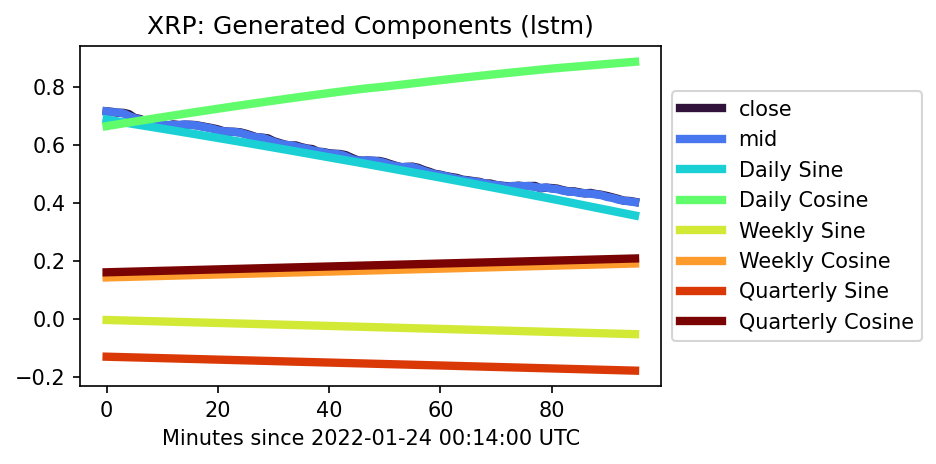 XRP: Generated Components (lstm)
0.8
0.6
0.4
0.2
0.0
−0.2
0
20
40
60
80
Minutes since 2022-01-24 00:14:00 UTC
close
mid
Daily Sine
Daily Cosine
Weekly Sine
Weekly Cosine
Quarterly Sine
Quarterly Cosine